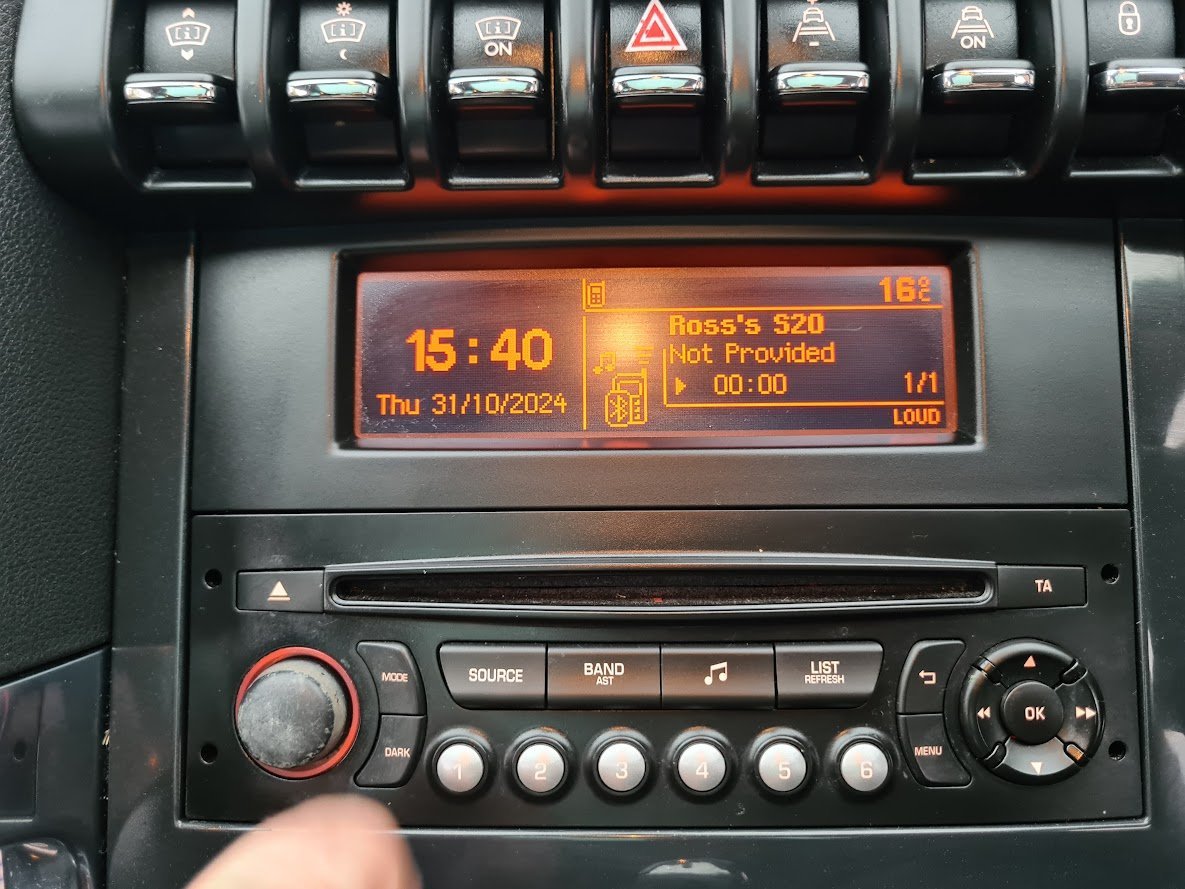 ON
ON
15:40
Thu 31/10/2024
16°C
Ross's S20
Not Provided
00:00 1/1
LOUD
TA
MODE
DARK
SOURCE
BAND
AST
LIST
REFRESH
1 2 3 4 5 6
MENU
OK